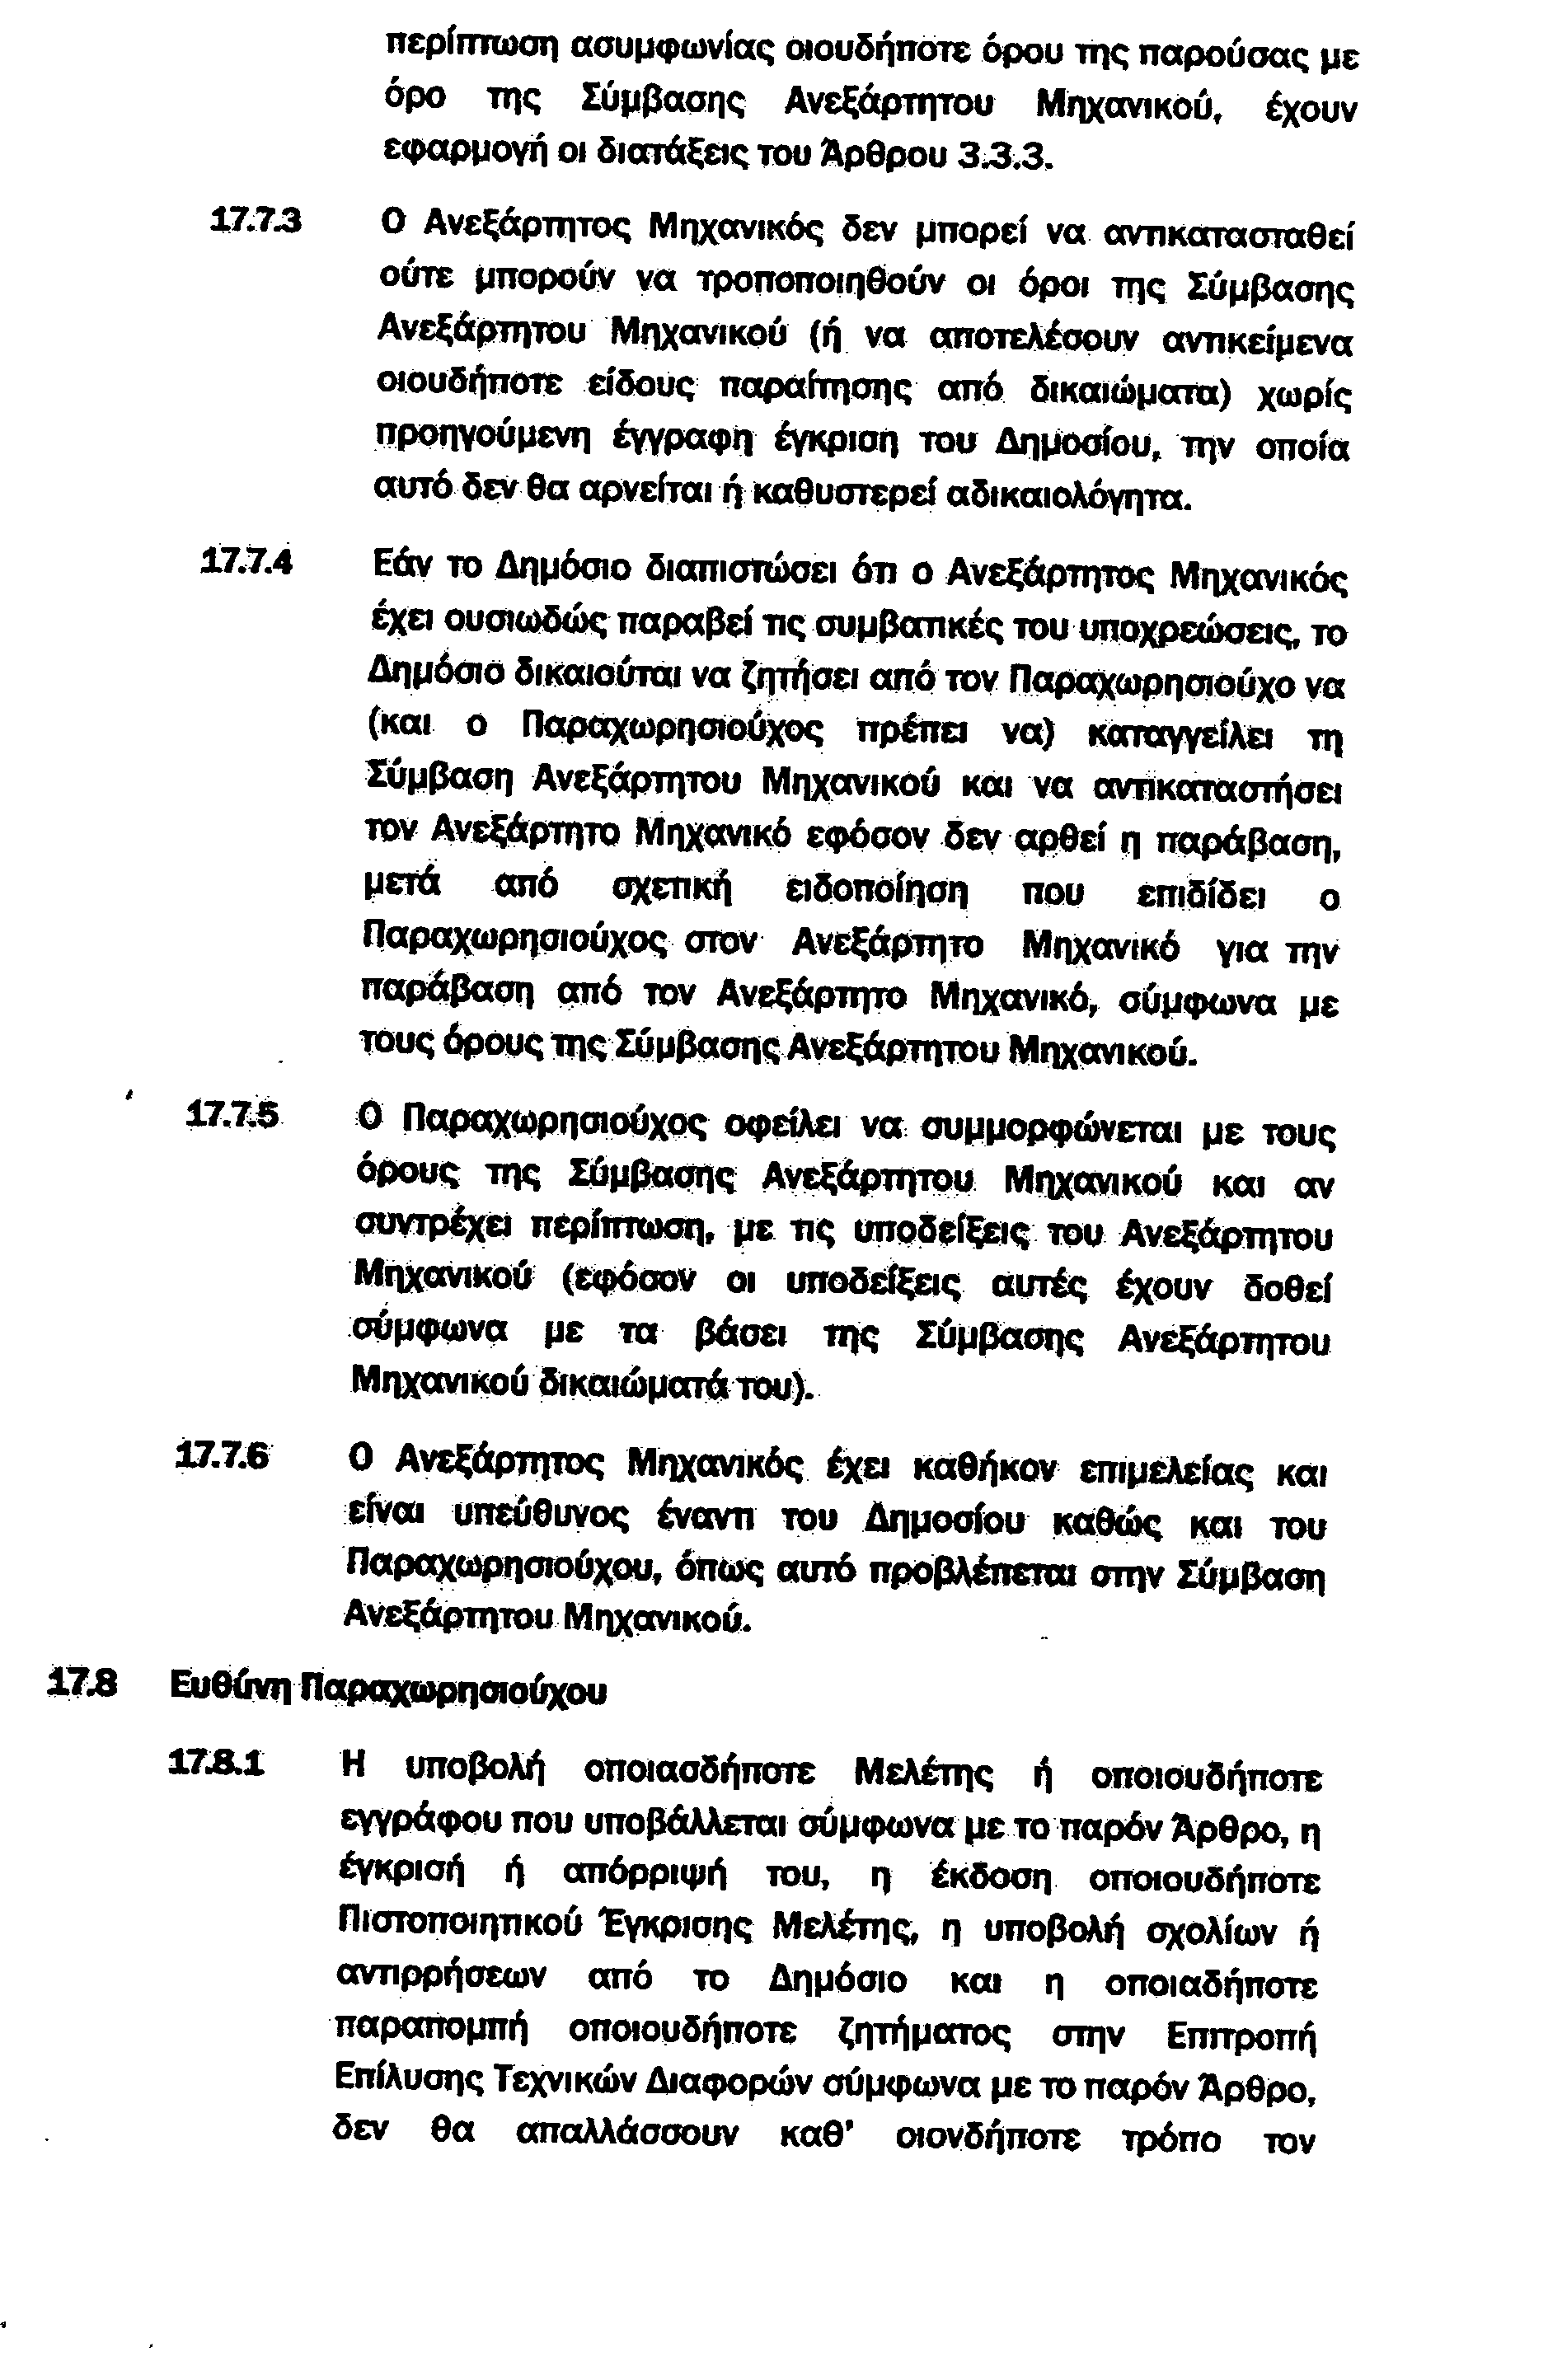 περίπτωση ασυμφωνίας οιουδήποτε όρου της παρούσας με
όρο της Σύμβασης Ανεξάρτητου Μηχανικού, έχουν
εφαρμογή οι διατάξεις του Άρθρου 3.3.3.
17.7.3 Ο Ανεξάρτητος Μηχανικός δεν μπορεί να αντικατασταθεί
ούτε μπορούν να τροποποιηθούν οι όροι της Σύμβασης
Ανεξάρτητου Μηχανικού (ή να αποτελέσουν αντικείμενα
οιουδήποτε είδους παραίτησης από δικαιώματα) χωρίς
προηγούμενη έγγραφη έγκριση του Δημοσίου, την οποία
αυτό δεν θα αρνείται ή καθυστερεί αδικαιολόγητα.
17.7.4 Εάν το Δημόσιο διαπιστώσει ότι ο Ανεξάρτητος Μηχανικός
έχει ουσιωδώς παραβεί τις συμβατικές του υποχρεώσεις, το
Δημόσιο δικαιούται να ζητήσει από τον Παραχωρησιούχο να
(και ο Παραχωρησιούχος πρέπει να) καταγγείλει τη
Σύμβαση Ανεξάρτητου Μηχανικού και να αντικαταστήσει
τον Ανεξάρτητο Μηχανικό εφόσον δεν αρθεί η παράβαση,
μετά από σχετική ειδοποίηση που επιδίδει ο
Παραχωρησιούχος στον Ανεξάρτητο Μηχανικό για την
παράβαση από τον Ανεξάρτητο Μηχανικό, σύμφωνα με
τους όρους της Σύμβασης Ανεξάρτητου Μηχανικού.
17.7.5 Ο Παραχωρησιούχος οφείλει να συμμορφώνεται με τους
όρους της Σύμβασης Ανεξάρτητου Μηχανικού και αν
συντρέχει περίπτωση, με τις υποδείξεις του Ανεξάρτητου
Μηχανικού (εφόσον οι υποδείξεις αυτές έχουν δοθεί
σύμφωνα με τα βάσει της Σύμβασης Ανεξάρτητου
Μηχανικού δικαιώματά του).
17.7.6 Ο Ανεξάρτητος Μηχανικός έχει καθήκον επιμελείας και
είναι υπεύθυνος έναντι του Δημοσίου καθώς και του
Παραχωρησιούχου, όπως αυτό προβλέπεται στην Σύμβαση
Ανεξάρτητου Μηχανικού.
17.8 Ευθύνη Παραχωρησιούχου
17.8.1 Η υποβολή οποιασδήποτε Μελέτης ή οποιουδήποτε
εγγράφου που υποβάλλεται σύμφωνα με το παρόν Άρθρο, η
έγκρισή ή απόρριψή του, η έκδοση οποιουδήποτε
Πιστοποιητικού Έγκρισης Μελέτης, η υποβολή σχολίων ή
αντιρρήσεων από το Δημόσιο και η οποιαδήποτε
παραπομπή οποιουδήποτε ζητήματος στην Επιτροπή
Επίλυσης Τεχνικών Διαφορών σύμφωνα με το παρόν Άρθρο,
δεν θα απαλλάσσουν καθ' οιονδήποτε τρόπο τον